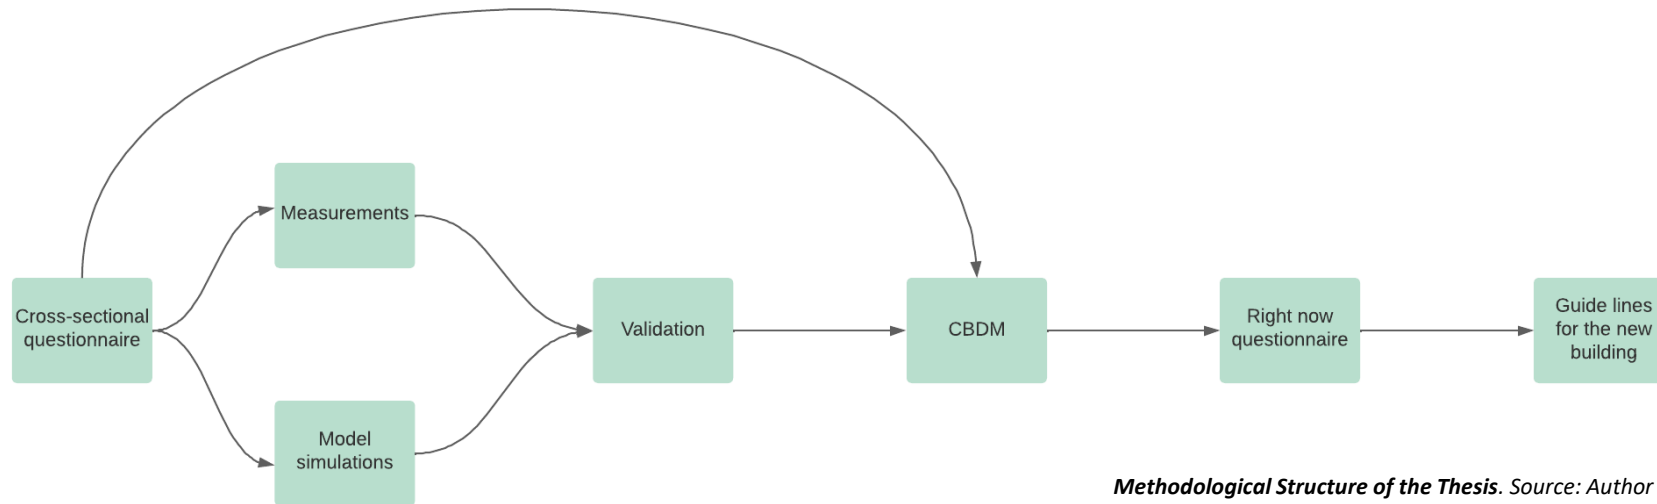 Cross-sectional
questionnaire
Measurements
Model
simulations
Validation
CBDM
Right now
questionnaire
Guide lines
for the new
building
Methodological Structure of the Thesis. Source: Author